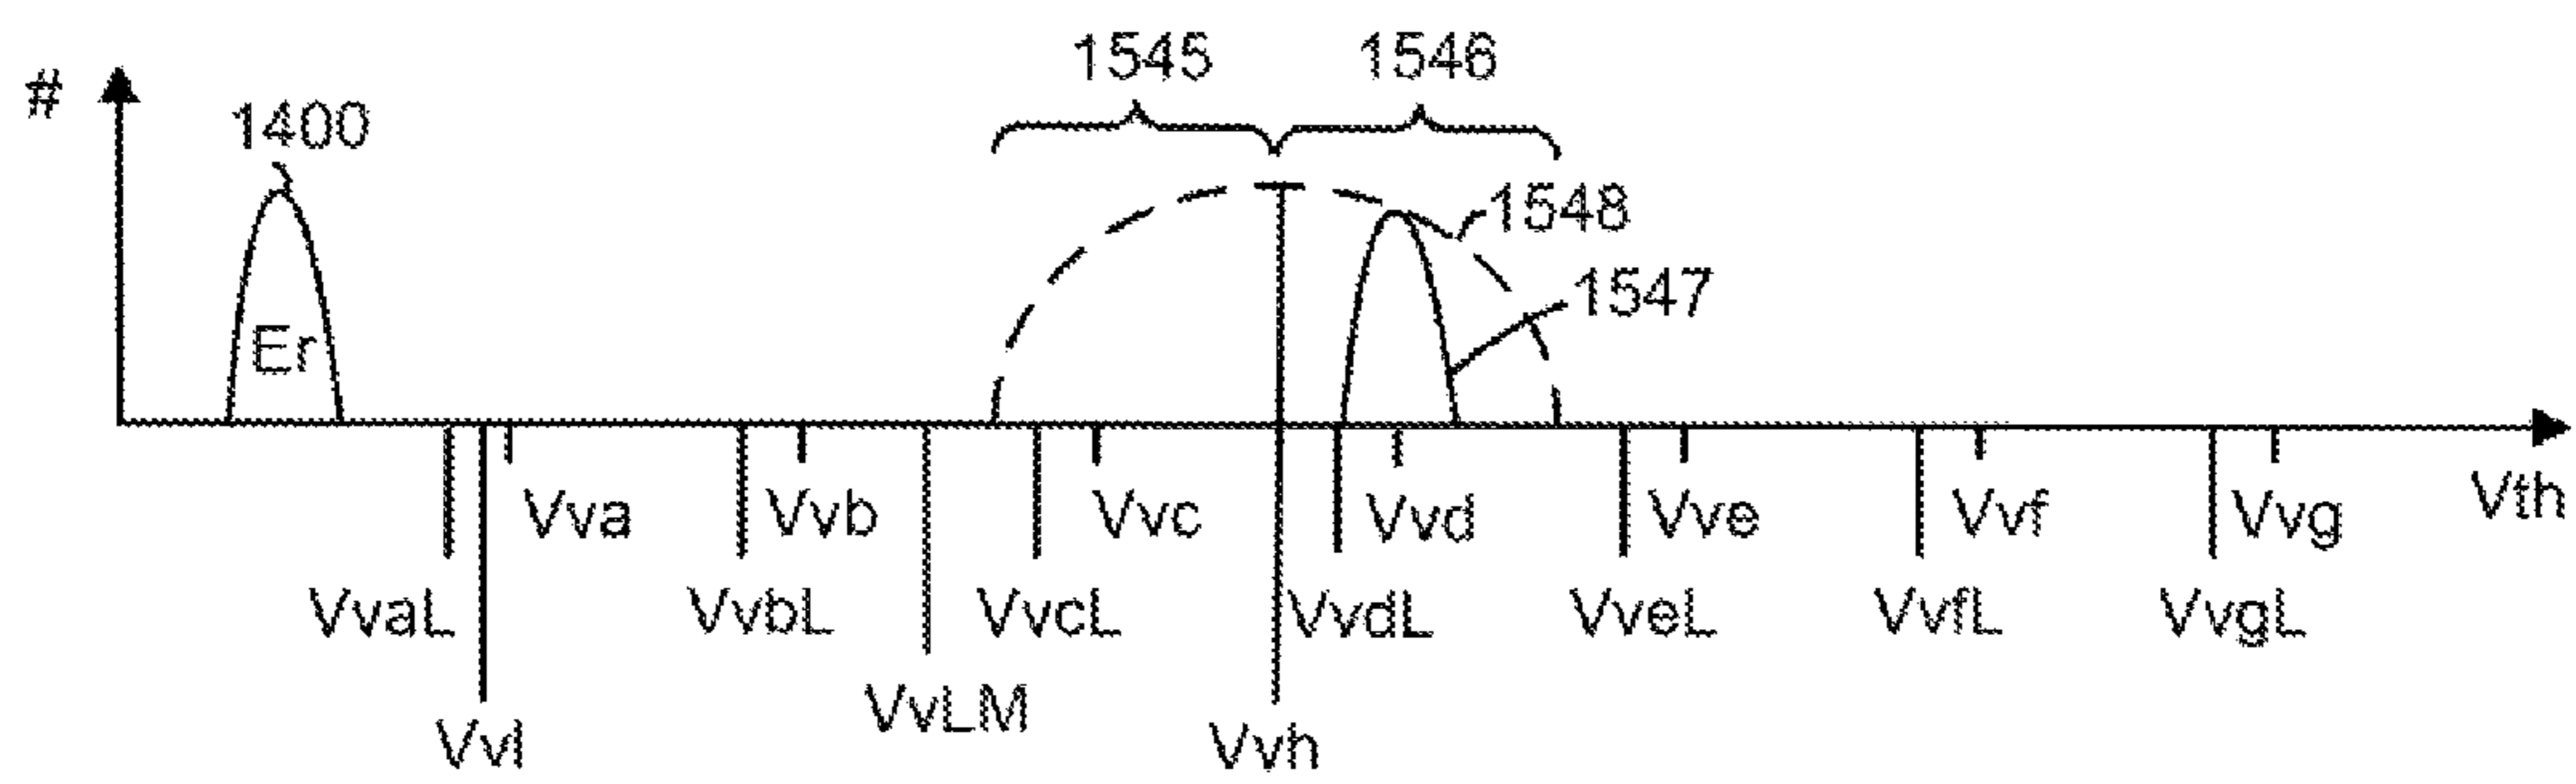 1545 1546
#
1400
1548
1547
Er
Vva Vvb Vvc Vvd Vve Vvf Vvg Vth
VvaL VvbL VvcL VvdL VveL VvfL VvgL
VvLM
Vvl Vvh